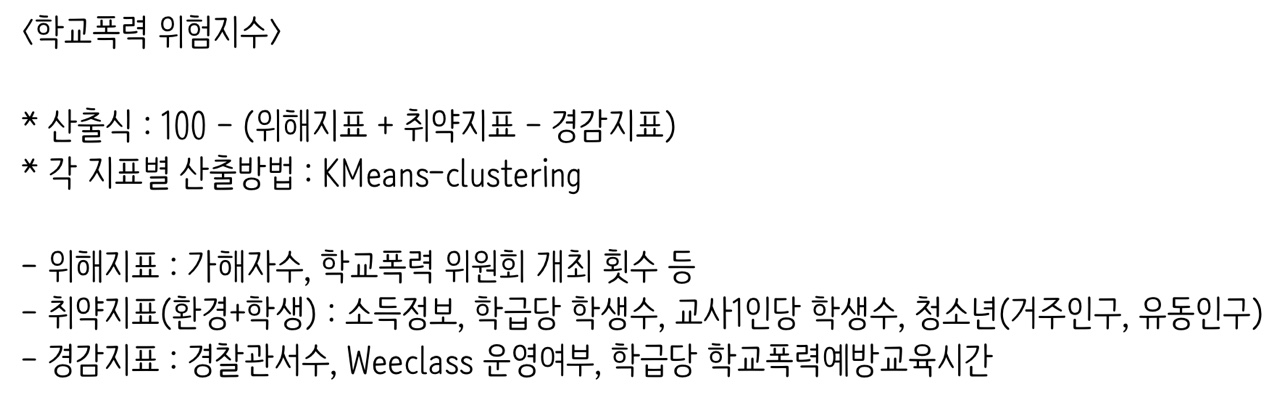 <학교폭력 위험지수>
* 산출식 : 100 - (위해지표 + 취약지표 - 경감지표)
* 각 지표별 산출방법 : KMeans-clustering
- 위해지표 : 가해자수, 학교폭력 위원회 개최 횟수 등
- 취약지표(환경+학생) : 소득정보, 학급당 학생수, 교사1인당 학생수, 청소년(거주인구, 유동인구)
- 경감지표 : 경찰관서수, Weeclass 운영여부, 학급당 학교폭력예방교육시간